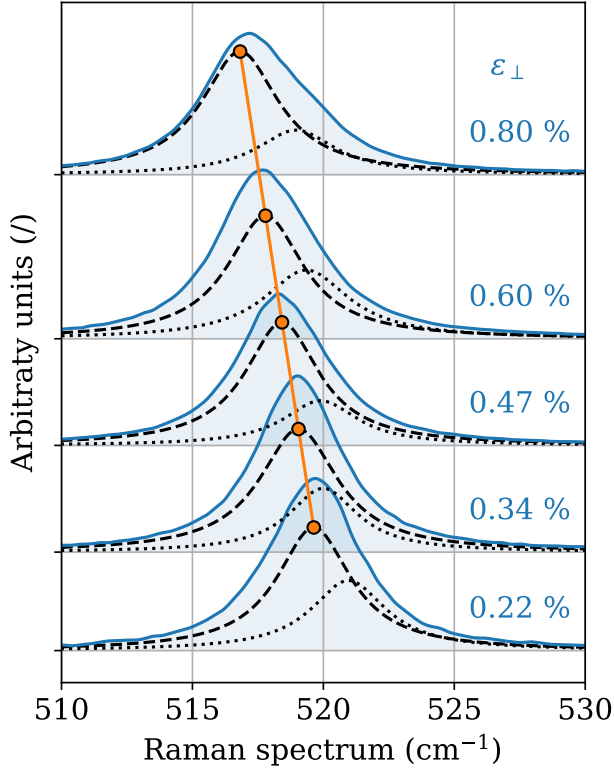 ε⊥
0.80 %
0.60 %
0.47 %
0.34 %
0.22 %
Arbitraty units (/)
510 515 520 525 530
Raman spectrum (cm⁻¹)